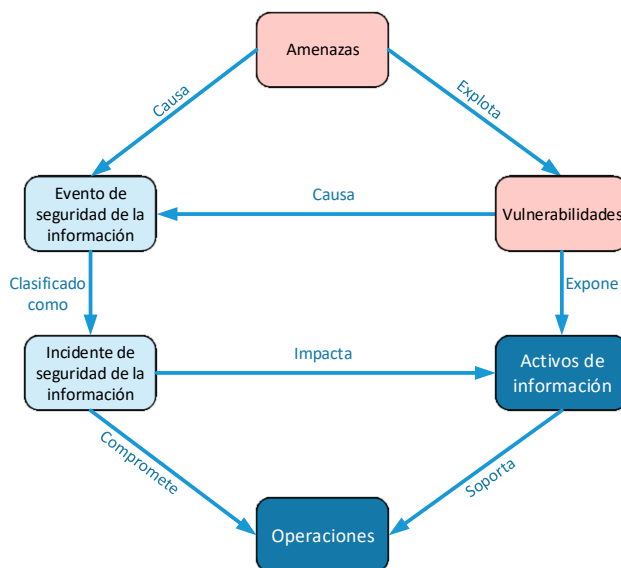 Amenazas
Causa
Explota
Evento de
seguridad de la
información
Causa
Vulnerabilidades
Clasificado
como
Expone
Incidente de
seguridad de la
información
Impacta
Activos de
información
Compromete
Soporta
Operaciones